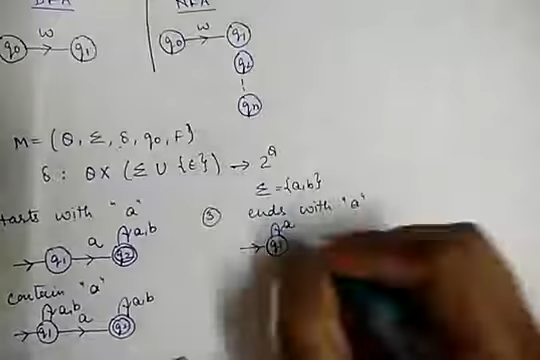 DFA
NFA
q0 w q1
q0 w q1
q2
qn
M = (Q, Σ, δ, q0, F}
δ : Q X (Σ U {ε}) → 2^Q
Σ = {a,b}
tarts with "a"
③ ends with "a"
q1 a q2 a,b
a
q1
contain "a"
a,b
q1 a q2 a,b